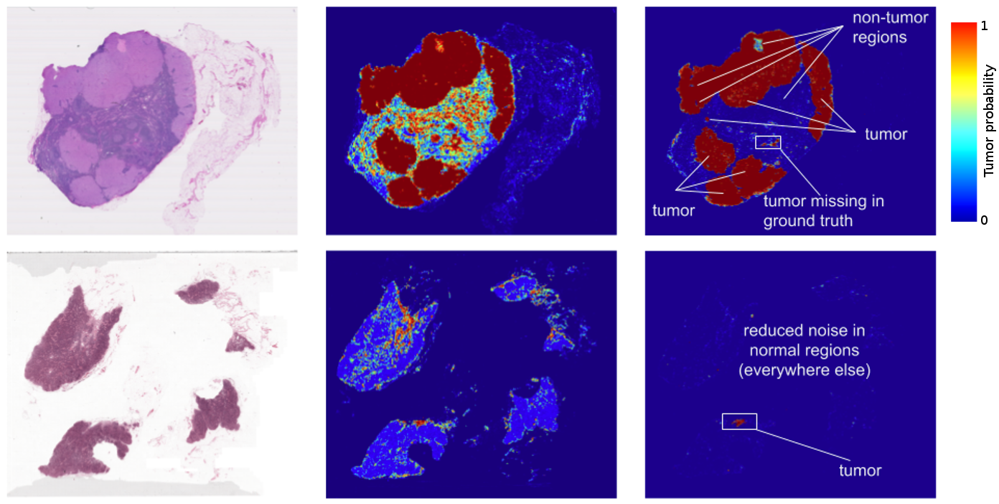 non-tumor
regions
tumor
tumor missing in
ground truth
tumor
1
Tumor probability
0
reduced noise in
normal regions
(everywhere else)
tumor